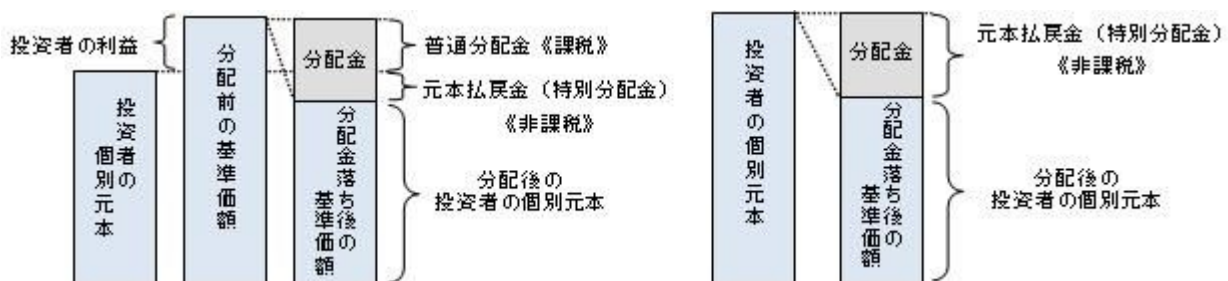 投資者の利益
投資者の
個別元本
分配前の基準価額
分配金
分配金落ち後の
基準価額
普通分配金《課税》
元本払戻金（特別分配金）
《非課税》
分配後の
投資者の個別元本
投資者の個別元本
分配金
分配金落ち後の
基準価額
元本払戻金（特別分配金）
《非課税》
分配後の
投資者の個別元本